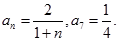 aₙ = 2/(1+n), a₇ = 1/4.